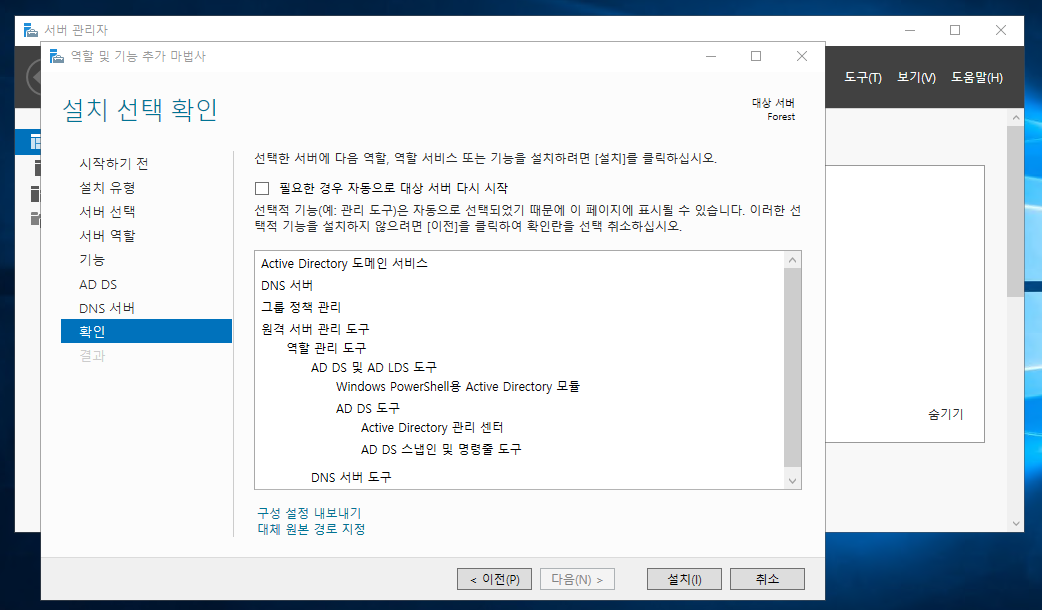 서버 관리자
역할 및 기능 추가 마법사
도구(T) 보기(V) 도움말(H)
설치 선택 확인
대상 서버
Forest
시작하기 전
설치 유형
서버 선택
서버 역할
기능
AD DS
DNS 서버
확인
결과
선택한 서버에 다음 역할, 역할 서비스 또는 기능을 설치하려면 [설치]를 클릭하십시오.
필요한 경우 자동으로 대상 서버 다시 시작
선택적 기능(예: 관리 도구)은 자동으로 선택되었기 때문에 이 페이지에 표시될 수 있습니다. 이러한 선
택적 기능을 설치하지 않으려면 [이전]을 클릭하여 확인란을 선택 취소하십시오.
Active Directory 도메인 서비스
DNS 서버
그룹 정책 관리
원격 서버 관리 도구
역할 관리 도구
AD DS 및 AD LDS 도구
Windows PowerShell용 Active Directory 모듈
AD DS 도구
Active Directory 관리 센터
AD DS 스냅인 및 명령줄 도구
DNS 서버 도구
숨기기
구성 설정 내보내기
대체 원본 경로 지정
< 이전(P) 다음(N) > 설치(I) 취소